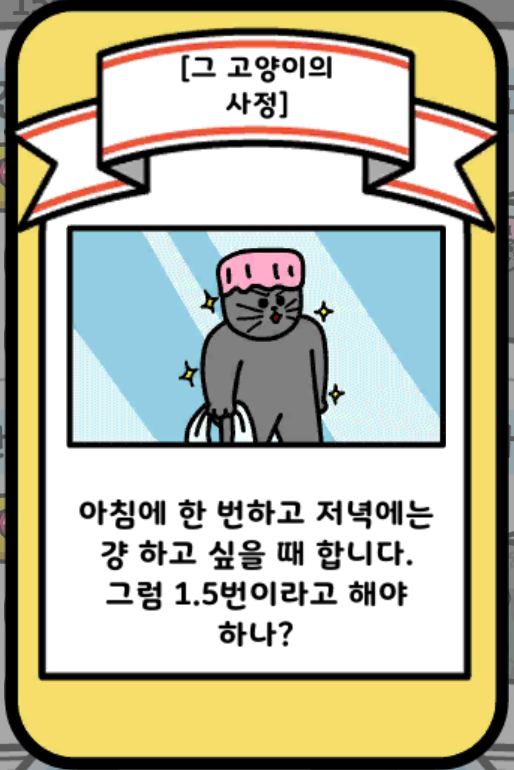 [그 고양이의
사정]
아침에 한 번하고 저녁에는
걍 하고 싶을 때 합니다.
그럼 1.5번이라고 해야
하나?